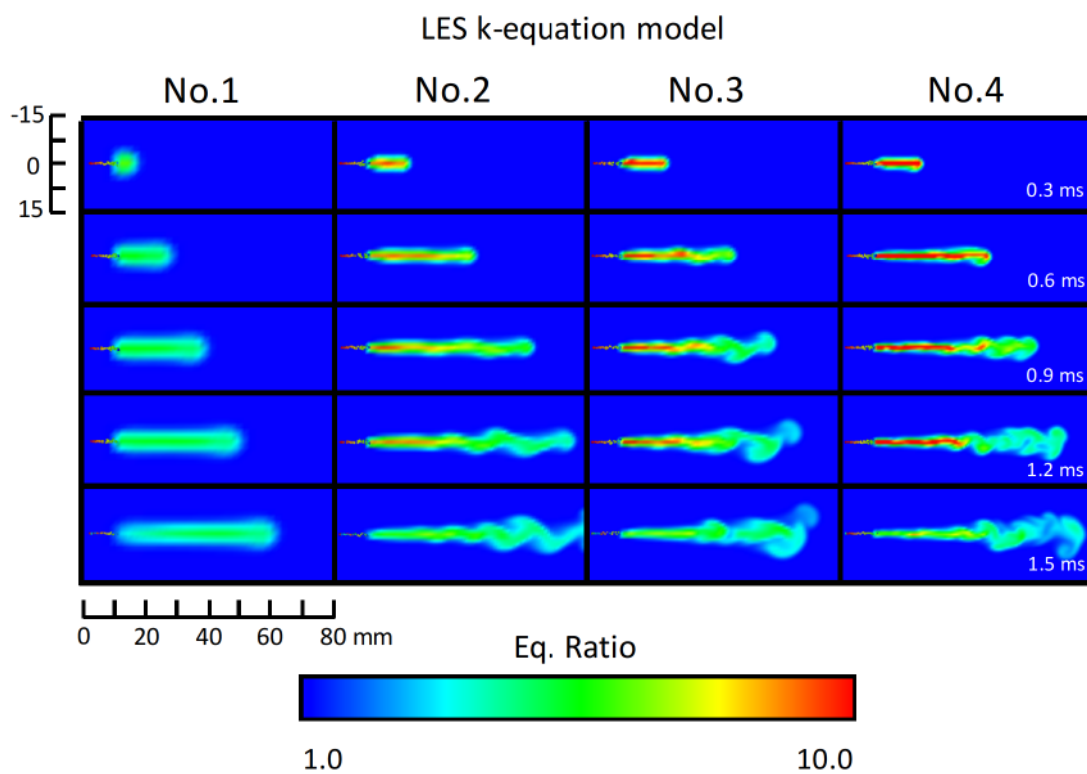 LES k-equation model
No.1 No.2 No.3 No.4
-15
0
15
0.3 ms
0.6 ms
0.9 ms
1.2 ms
1.5 ms
0 20 40 60 80 mm
Eq. Ratio
1.0 10.0